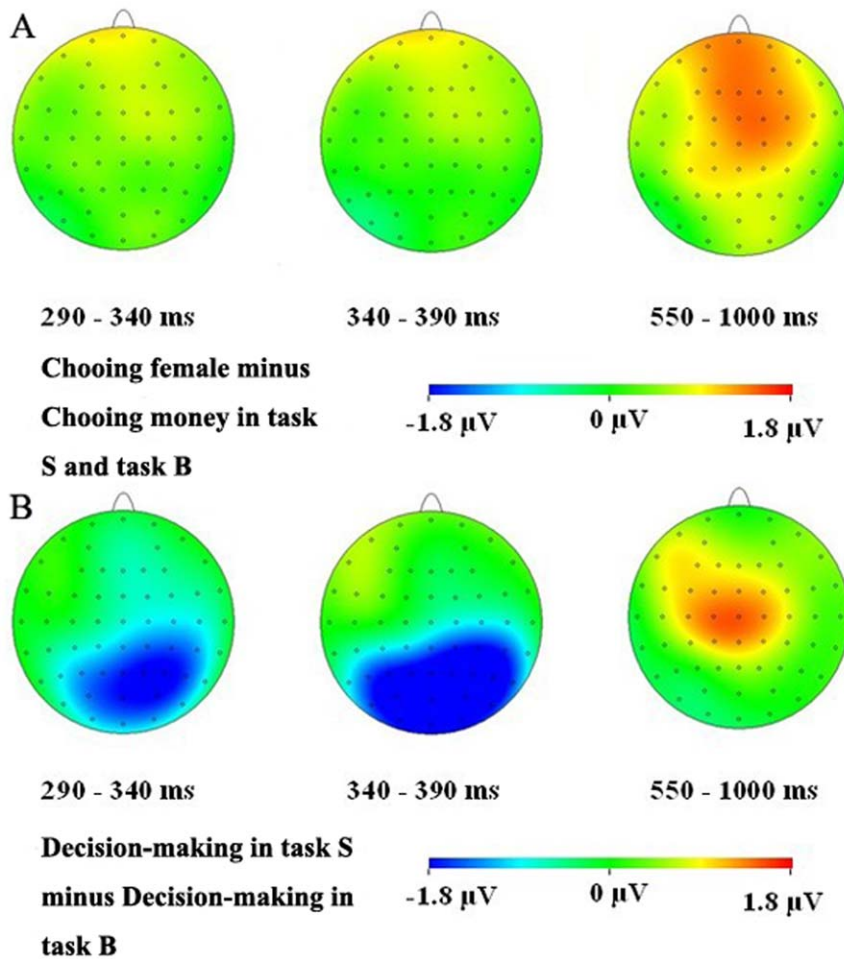 A
290 - 340 ms 340 - 390 ms 550 - 1000 ms
Chooing female minus
Chooing money in task
S and task B
-1.8 μV 0 μV 1.8 μV
B
290 - 340 ms 340 - 390 ms 550 - 1000 ms
Decision-making in task S
minus Decision-making in
task B
-1.8 μV 0 μV 1.8 μV